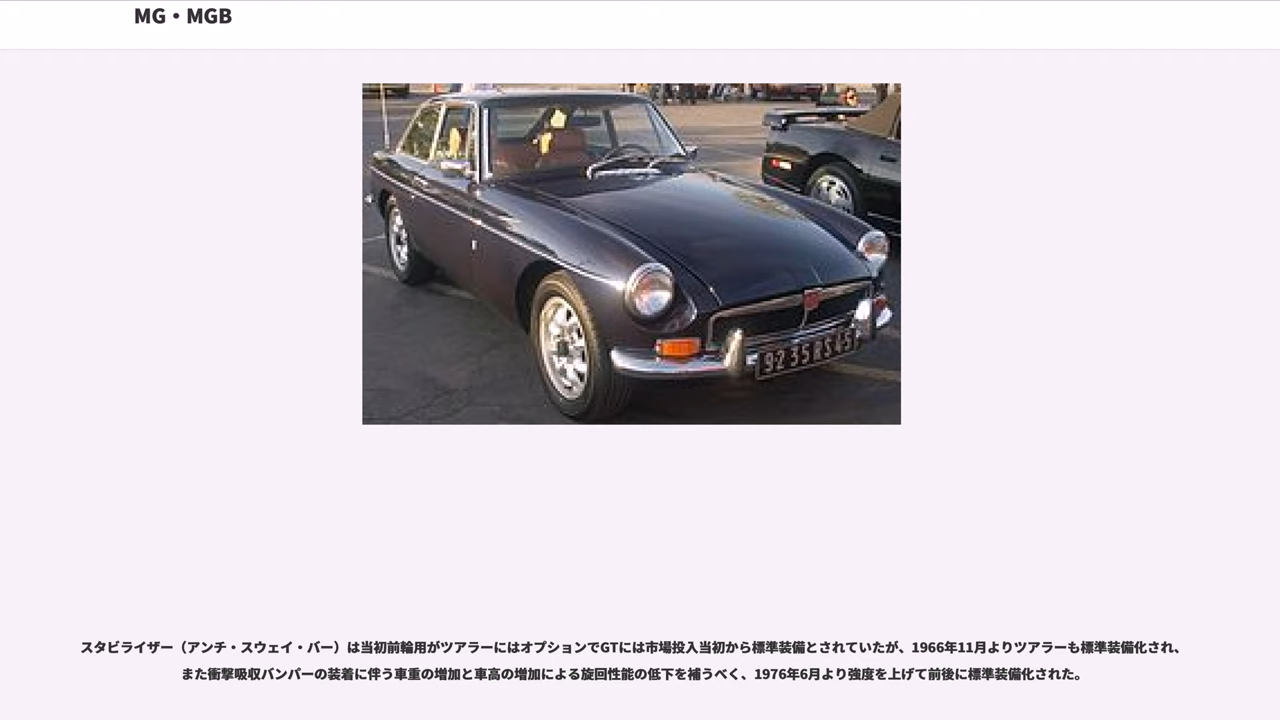 MG・MGB
92 35 RS 45
スタビライザー（アンチ・スウェイ・バー）は当初前輪用がツアラーにはオプションでGTには市場投入当初から標準装備とされていたが、1966年11月よりツアラーも標準装備化され、
また衝撃吸収バンパーの装着に伴う車重の増加と車高の増加による旋回性能の低下を補うべく、1976年6月より強度を上げて前後に標準装備化された。